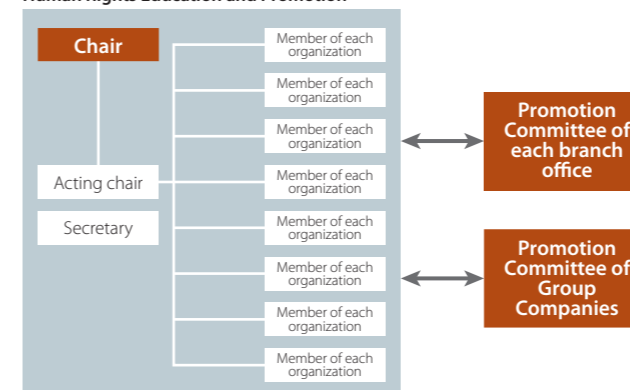 Human Rights Education and Promotion
Chair
Acting chair
Secretary
Member of each
organization
Member of each
organization
Member of each
organization
Member of each
organization
Member of each
organization
Member of each
organization
Member of each
organization
Member of each
organization
Promotion
Committee of
each branch
office
Promotion
Committee of
Group
Companies